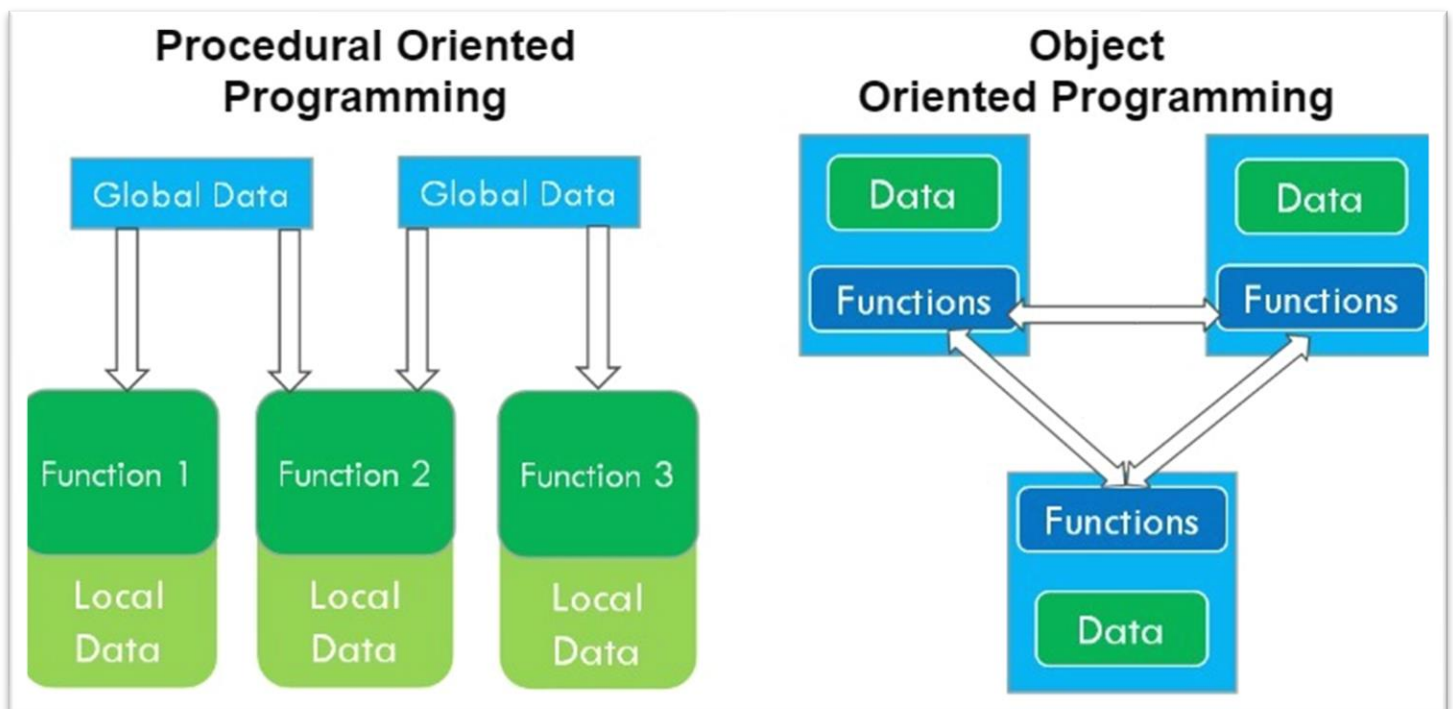 Procedural Oriented
Programming
Global Data
Global Data
Function 1
Function 2
Function 3
Local
Data
Local
Data
Local
Data
Object
Oriented Programming
Data
Data
Functions
Functions
Functions
Data